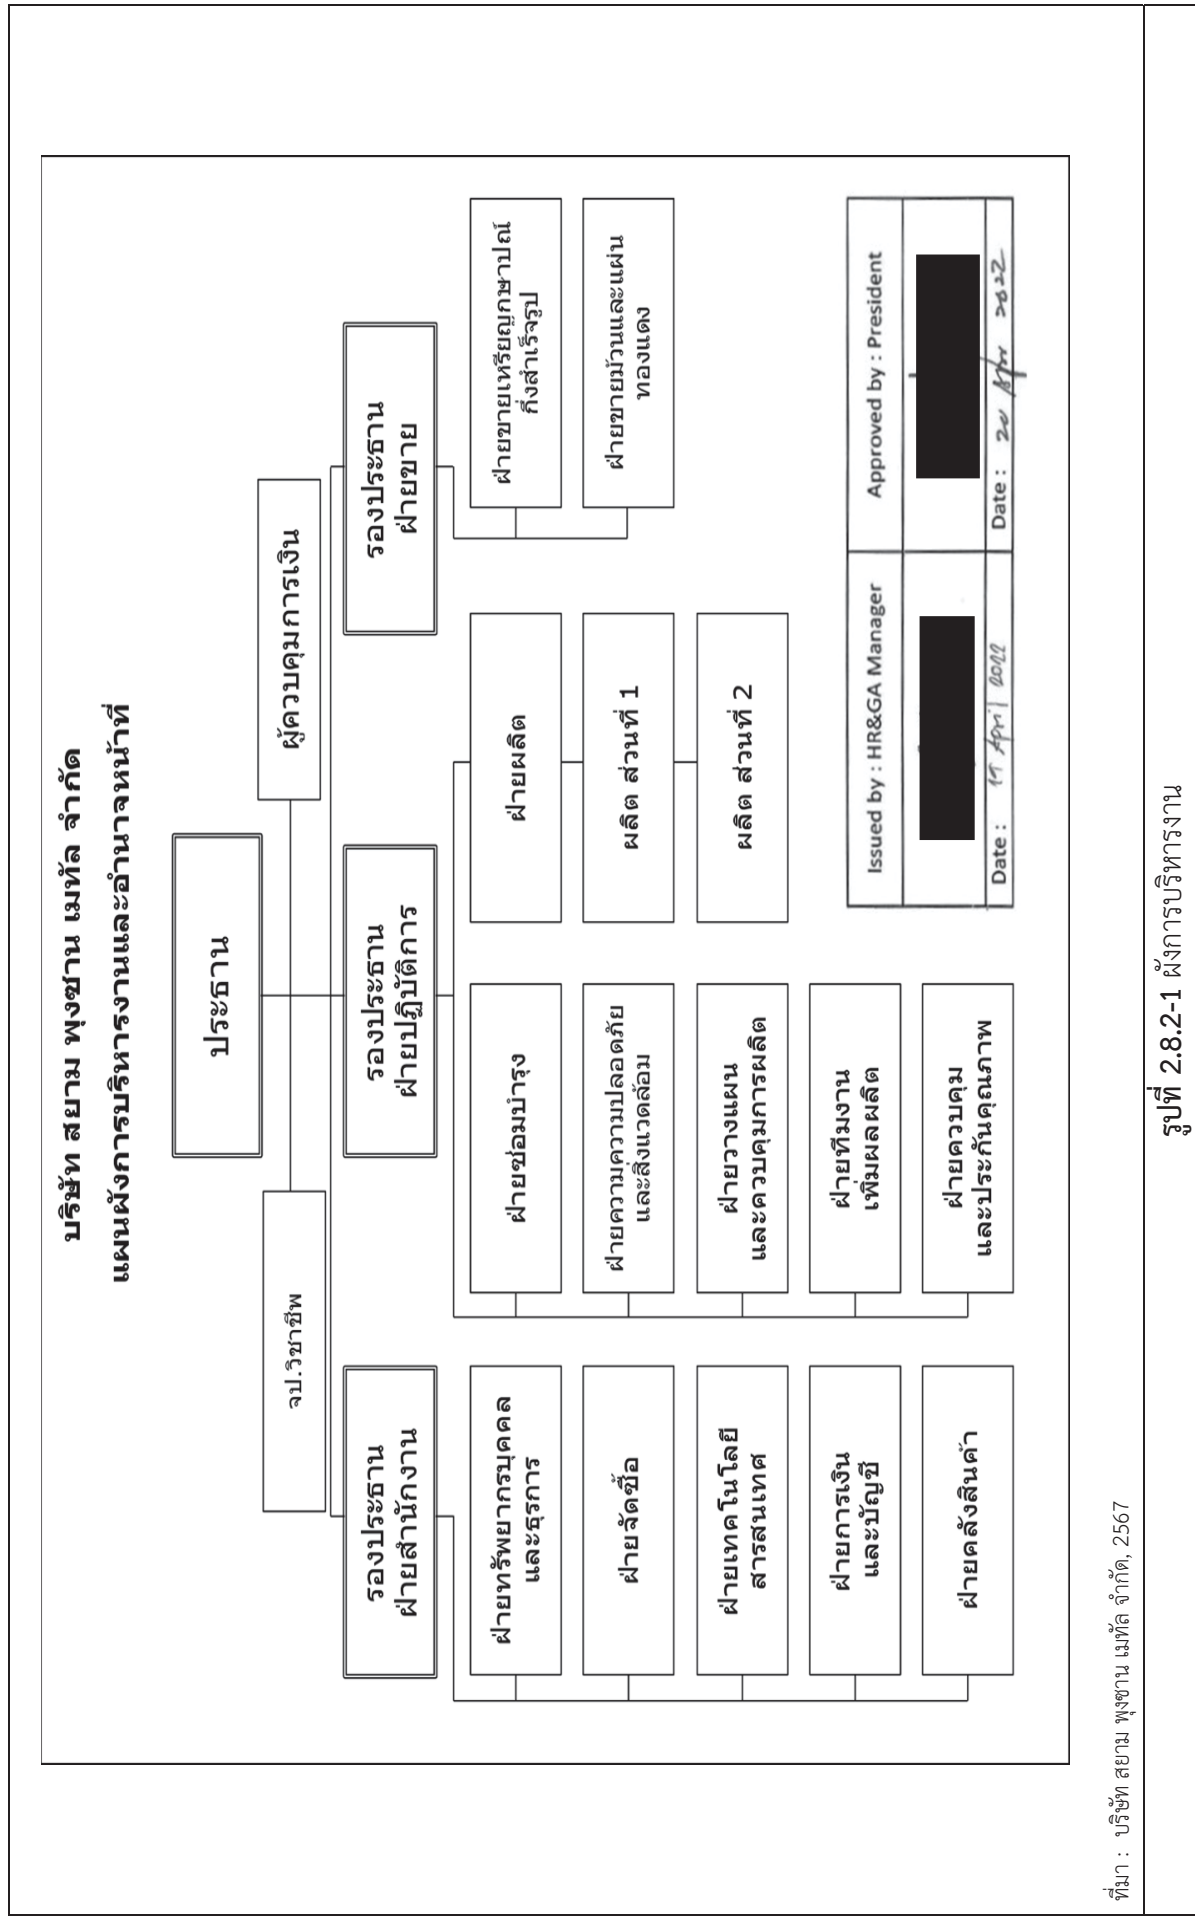 บริษัท สยาม พุงซาน เมทัล จำกัด
แผนผังการบริหารงานและอำนาจหน้าที่
ประธาน
จป.วิชาชีพ
ผู้ควบคุมการเงิน
รองประธาน
ฝ่ายสำนักงาน
รองประธาน
ฝ่ายปฏิบัติการ
รองประธาน
ฝ่ายขาย
ฝ่ายทรัพยากรบุคคล
และธุรการ
ฝ่ายจัดซื้อ
ฝ่ายเทคโนโลยี
สารสนเทศ
ฝ่ายการเงิน
และบัญชี
ฝ่ายคลังสินค้า
ฝ่ายซ่อมบำรุง
ฝ่ายความความปลอดภัย
และสิ่งแวดล้อม
ฝ่ายวางแผน
และควบคุมการผลิต
ฝ่ายทีมงาน
เพิ่มผลผลิต
ฝ่ายควบคุม
และประกันคุณภาพ
ฝ่ายผลิต
ผลิต ส่วนที่ 1
ผลิต ส่วนที่ 2
ฝ่ายขายเหรียญกษาปณ์
กึ่งสำเร็จรูป
ฝ่ายขายม้วนและแผ่น
ทองแดง
Issued by : HR&GA Manager
Approved by : President
Date : April 2022
Date : 20 Apr 2022
ที่มา : บริษัท สยาม พุงซาน เมทัล จำกัด, 2567
รูปที่ 2.8.2-1 ผังการบริหารงาน